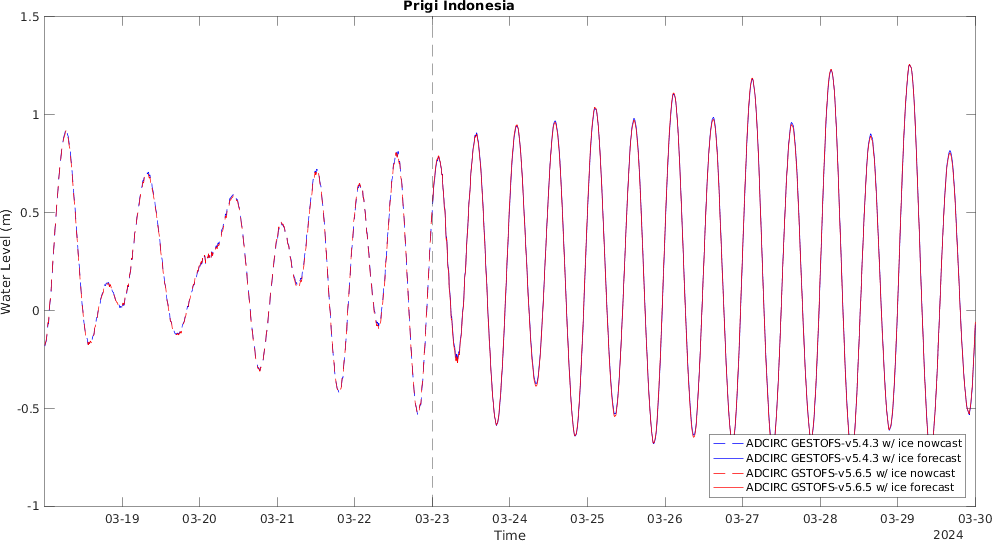 Prigi Indonesia
1.5
1
0.5
0
-0.5
-1
Water Level (m)
03-19 03-20 03-21 03-22 03-23 03-24 03-25 03-26 03-27 03-28 03-29 03-30
Time
2024
ADCIRC GESTOFS-v5.4.3 w/ ice nowcast
ADCIRC GESTOFS-v5.4.3 w/ ice forecast
ADCIRC GSTOFS-v5.6.5 w/ ice nowcast
ADCIRC GSTOFS-v5.6.5 w/ ice forecast